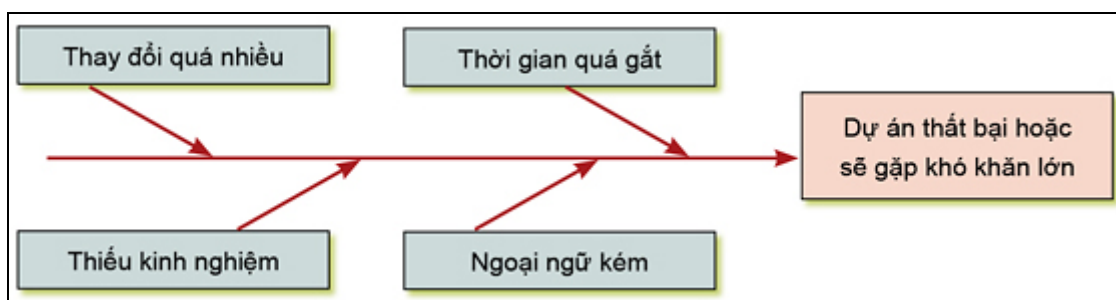 Thay đổi quá nhiều
Thời gian quá gắt
Dự án thất bại hoặc
sẽ gặp khó khăn lớn
Thiếu kinh nghiệm
Ngoại ngữ kém